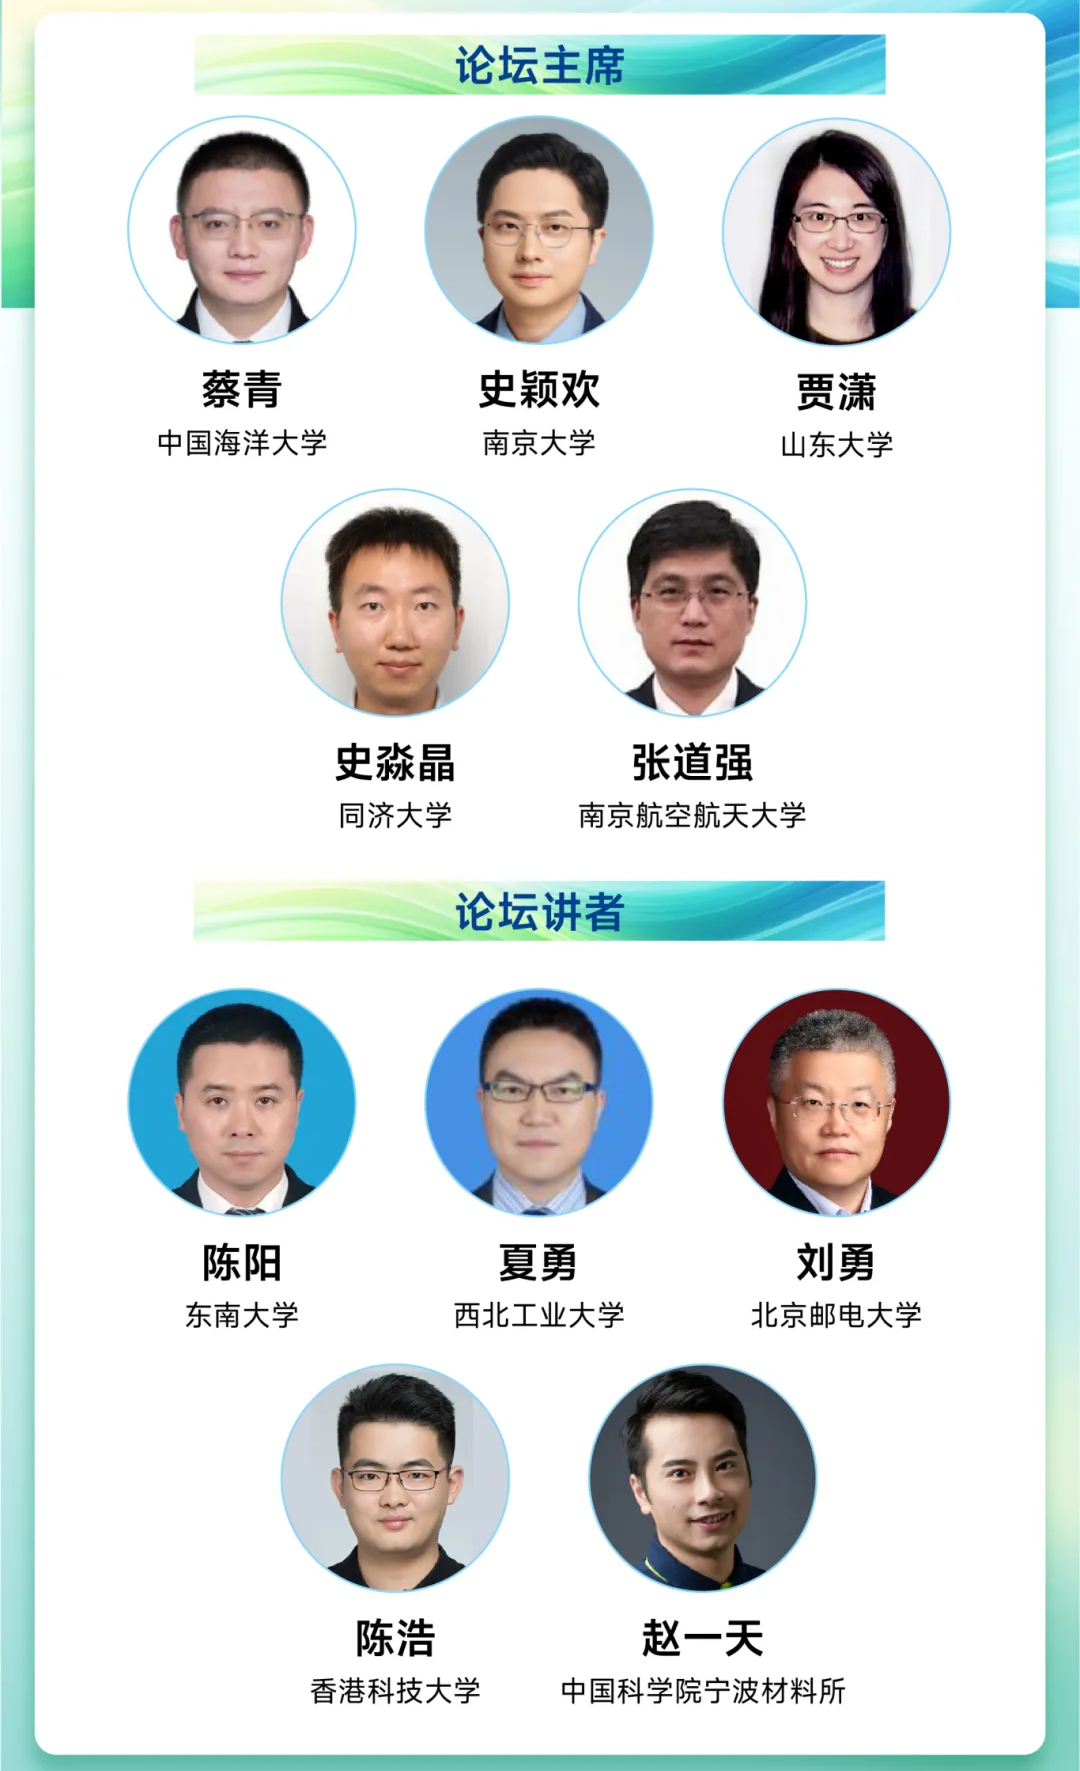 论坛主席
蔡青
史颖欢
贾潇
中国海洋大学
南京大学
山东大学
史淼晶
张道强
同济大学
南京航空航天大学
论坛讲者
陈阳
夏勇
刘勇
东南大学
西北工业大学
北京邮电大学
陈浩
赵一天
香港科技大学
中国科学院宁波材料所